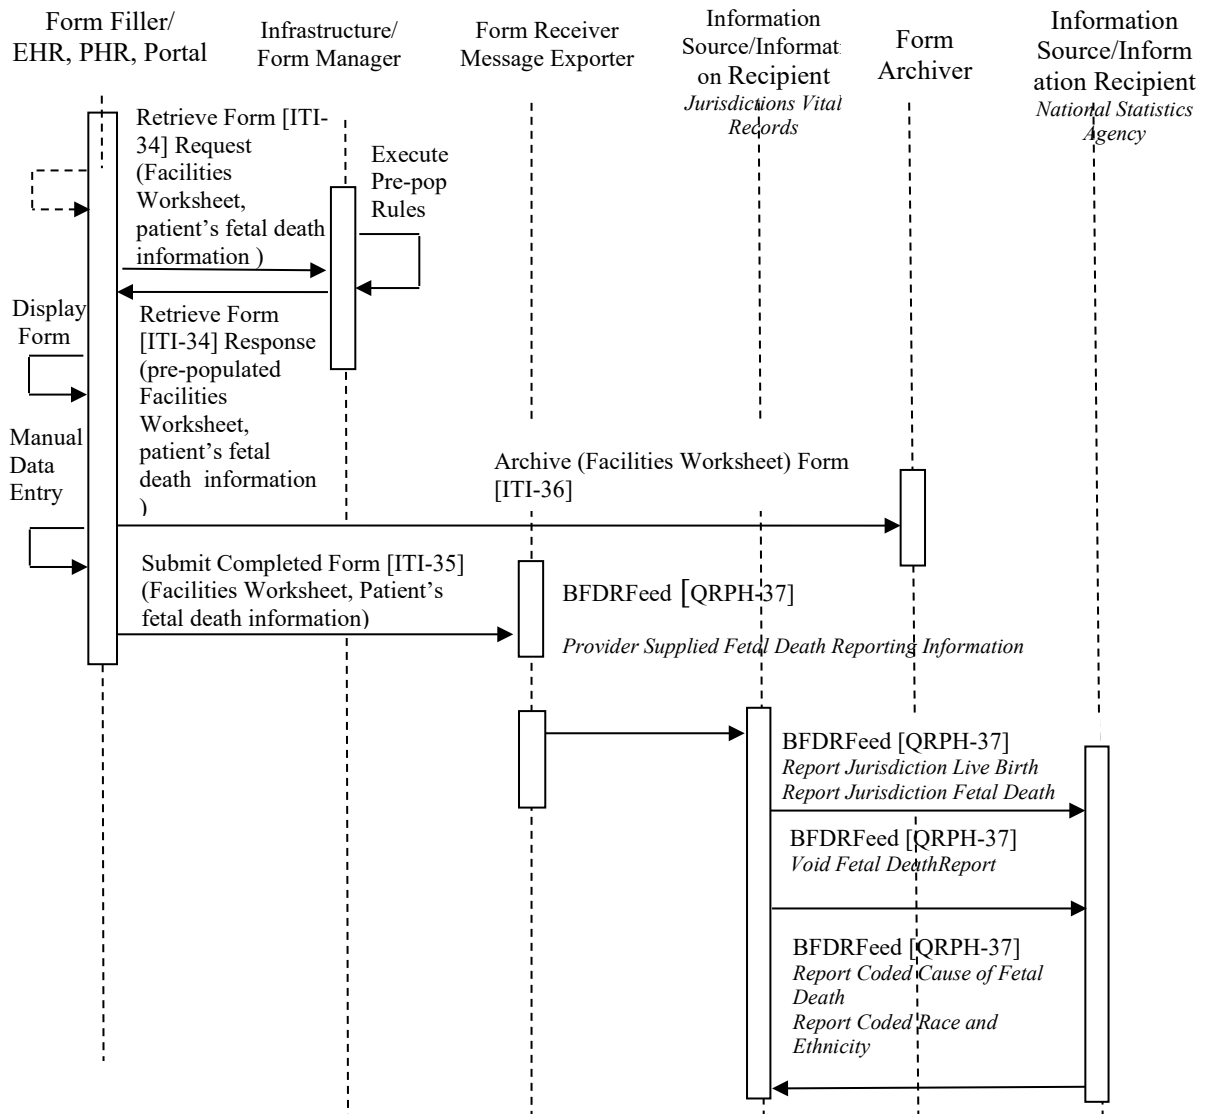 Form Filler/
EHR, PHR, Portal
Infrastructure/
Form Manager
Form Receiver
Message Exporter
Information
Source/Informati
on Recipient
Jurisdictions Vital
Records
Form
Archiver
Information
Source/Inform
ation Recipient
National Statistics
Agency
Retrieve Form [ITI-
34] Request
(Facilities
Worksheet,
patient's fetal death
information )
Execute
Pre-pop
Rules
Display
Form
Retrieve Form
[ITI-34] Response
(pre-populated
Facilities
Worksheet,
patient's fetal
death information
)
Manual
Data
Entry
Archive (Facilities Worksheet) Form
[ITI-36]
Submit Completed Form [ITI-35]
(Facilities Worksheet, Patient's
fetal death information)
BFDRFeed [QRPH-37]
Provider Supplied Fetal Death Reporting Information
BFDRFeed [QRPH-37]
Report Jurisdiction Live Birth
Report Jurisdiction Fetal Death
BFDRFeed [QRPH-37]
Void Fetal DeathReport
BFDRFeed [QRPH-37]
Report Coded Cause of Fetal
Death
Report Coded Race and
Ethnicity